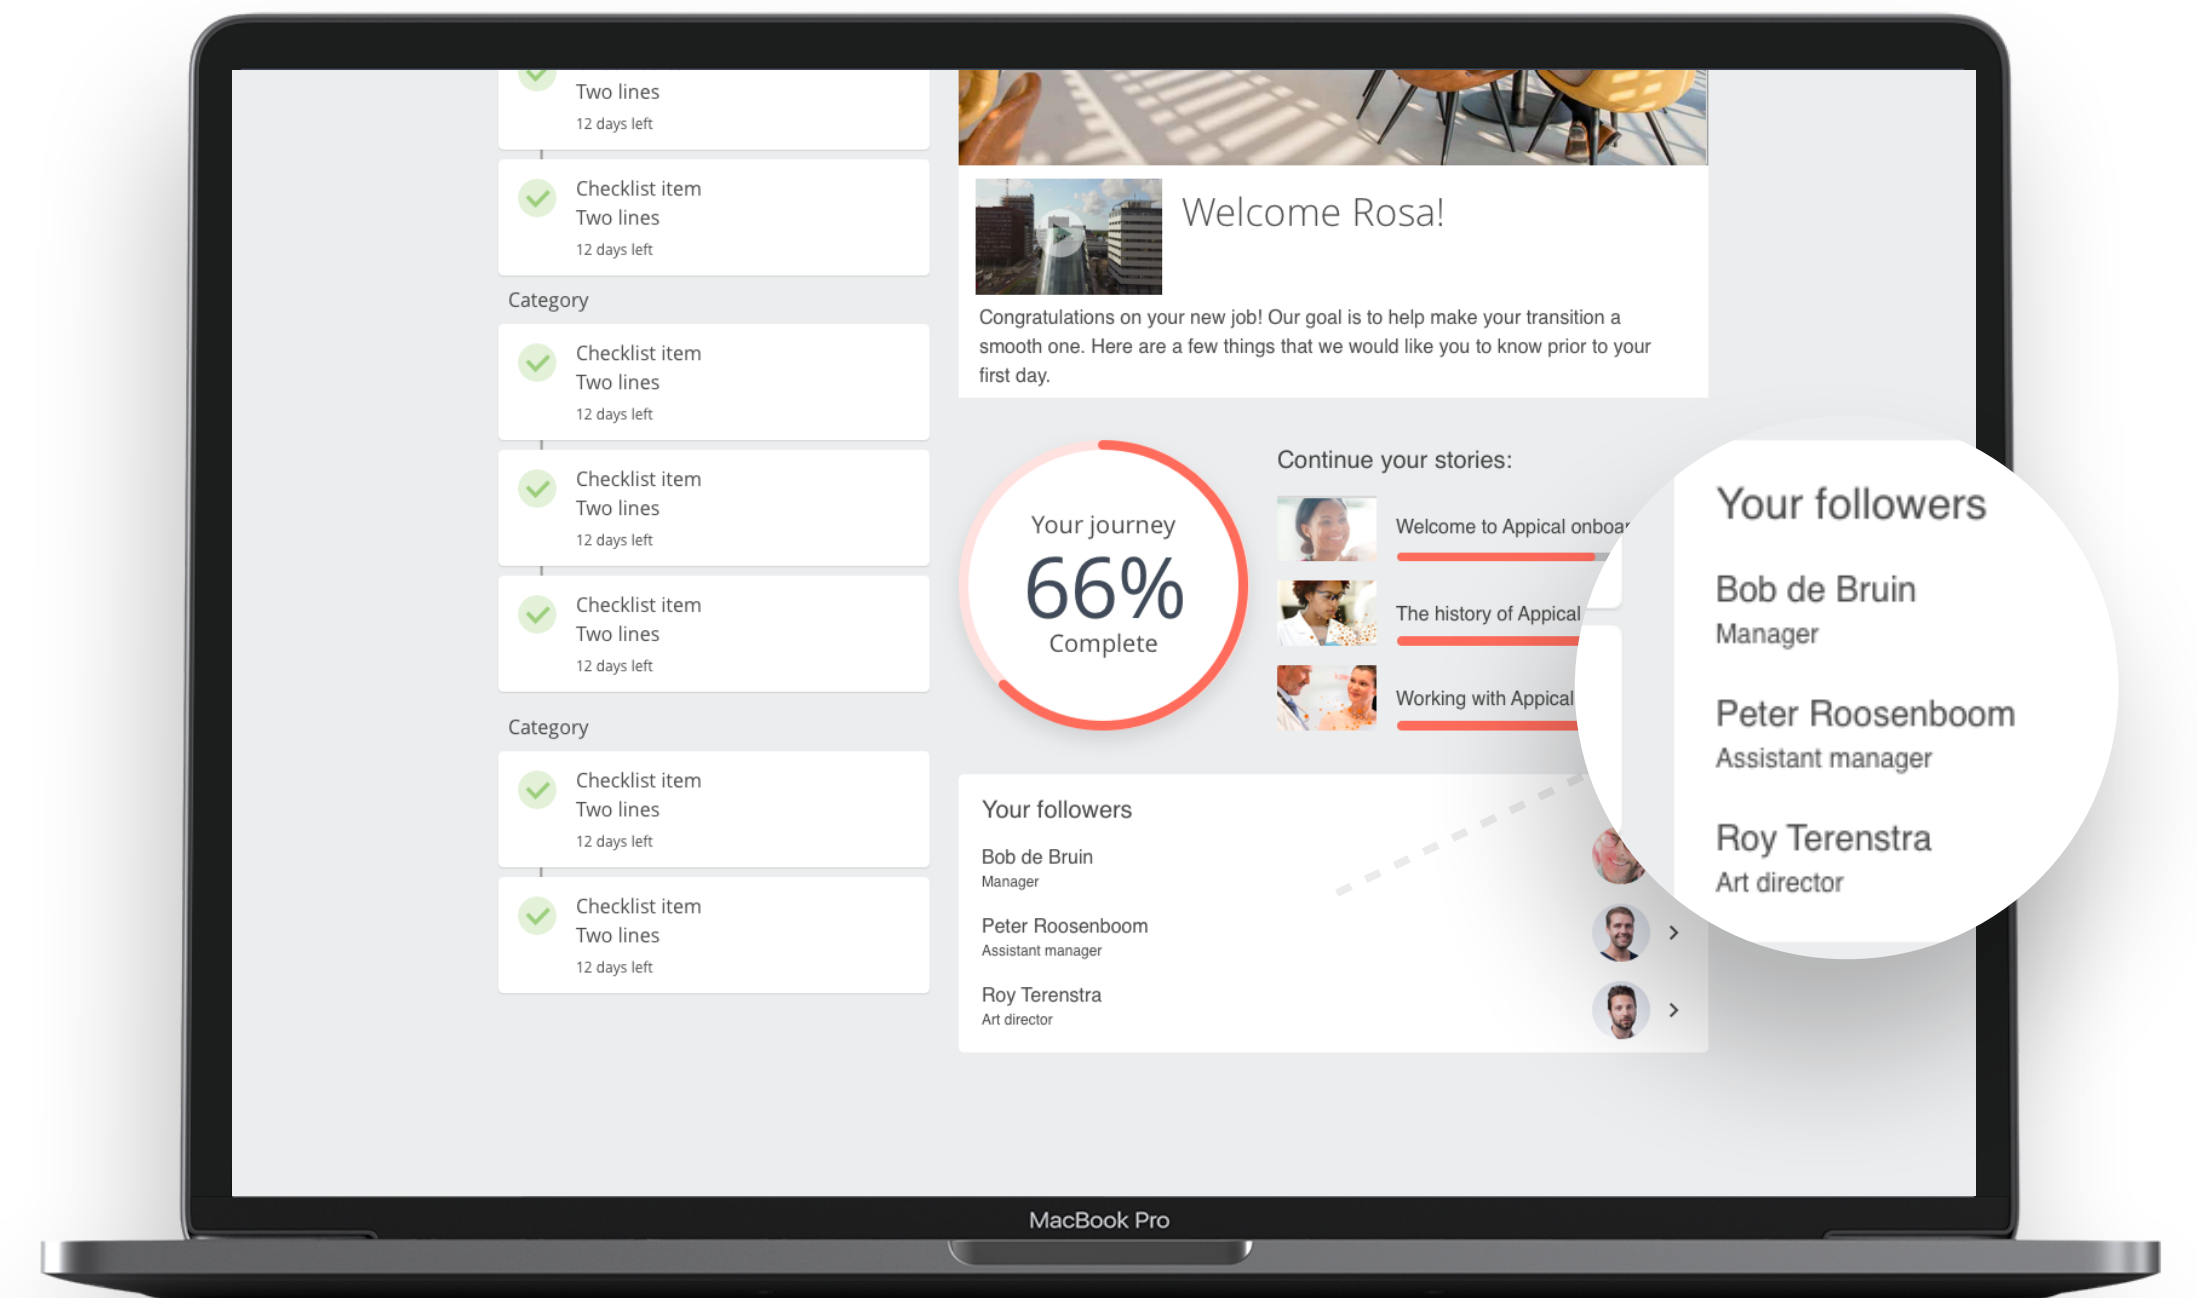 Two lines
12 days left
Checklist item
Two lines
12 days left
Category
Checklist item
Two lines
12 days left
Checklist item
Two lines
12 days left
Checklist item
Two lines
12 days left
Category
Checklist item
Two lines
12 days left
Checklist item
Two lines
12 days left
Welcome Rosa!
Congratulations on your new job! Our goal is to help make your transition a
smooth one. Here are a few things that we would like you to know prior to your
first day.
Your journey
66%
Complete
Continue your stories:
Welcome to Appical
The history of Appical
Working with Appical
Your followers
Bob de Bruin
Manager
Peter Roosenboom
Assistant manager
Roy Terenstra
Art director
Your followers
Bob de Bruin
Manager
Peter Roosenboom
Assistant manager
Roy Terenstra
Art director
MacBook Pro